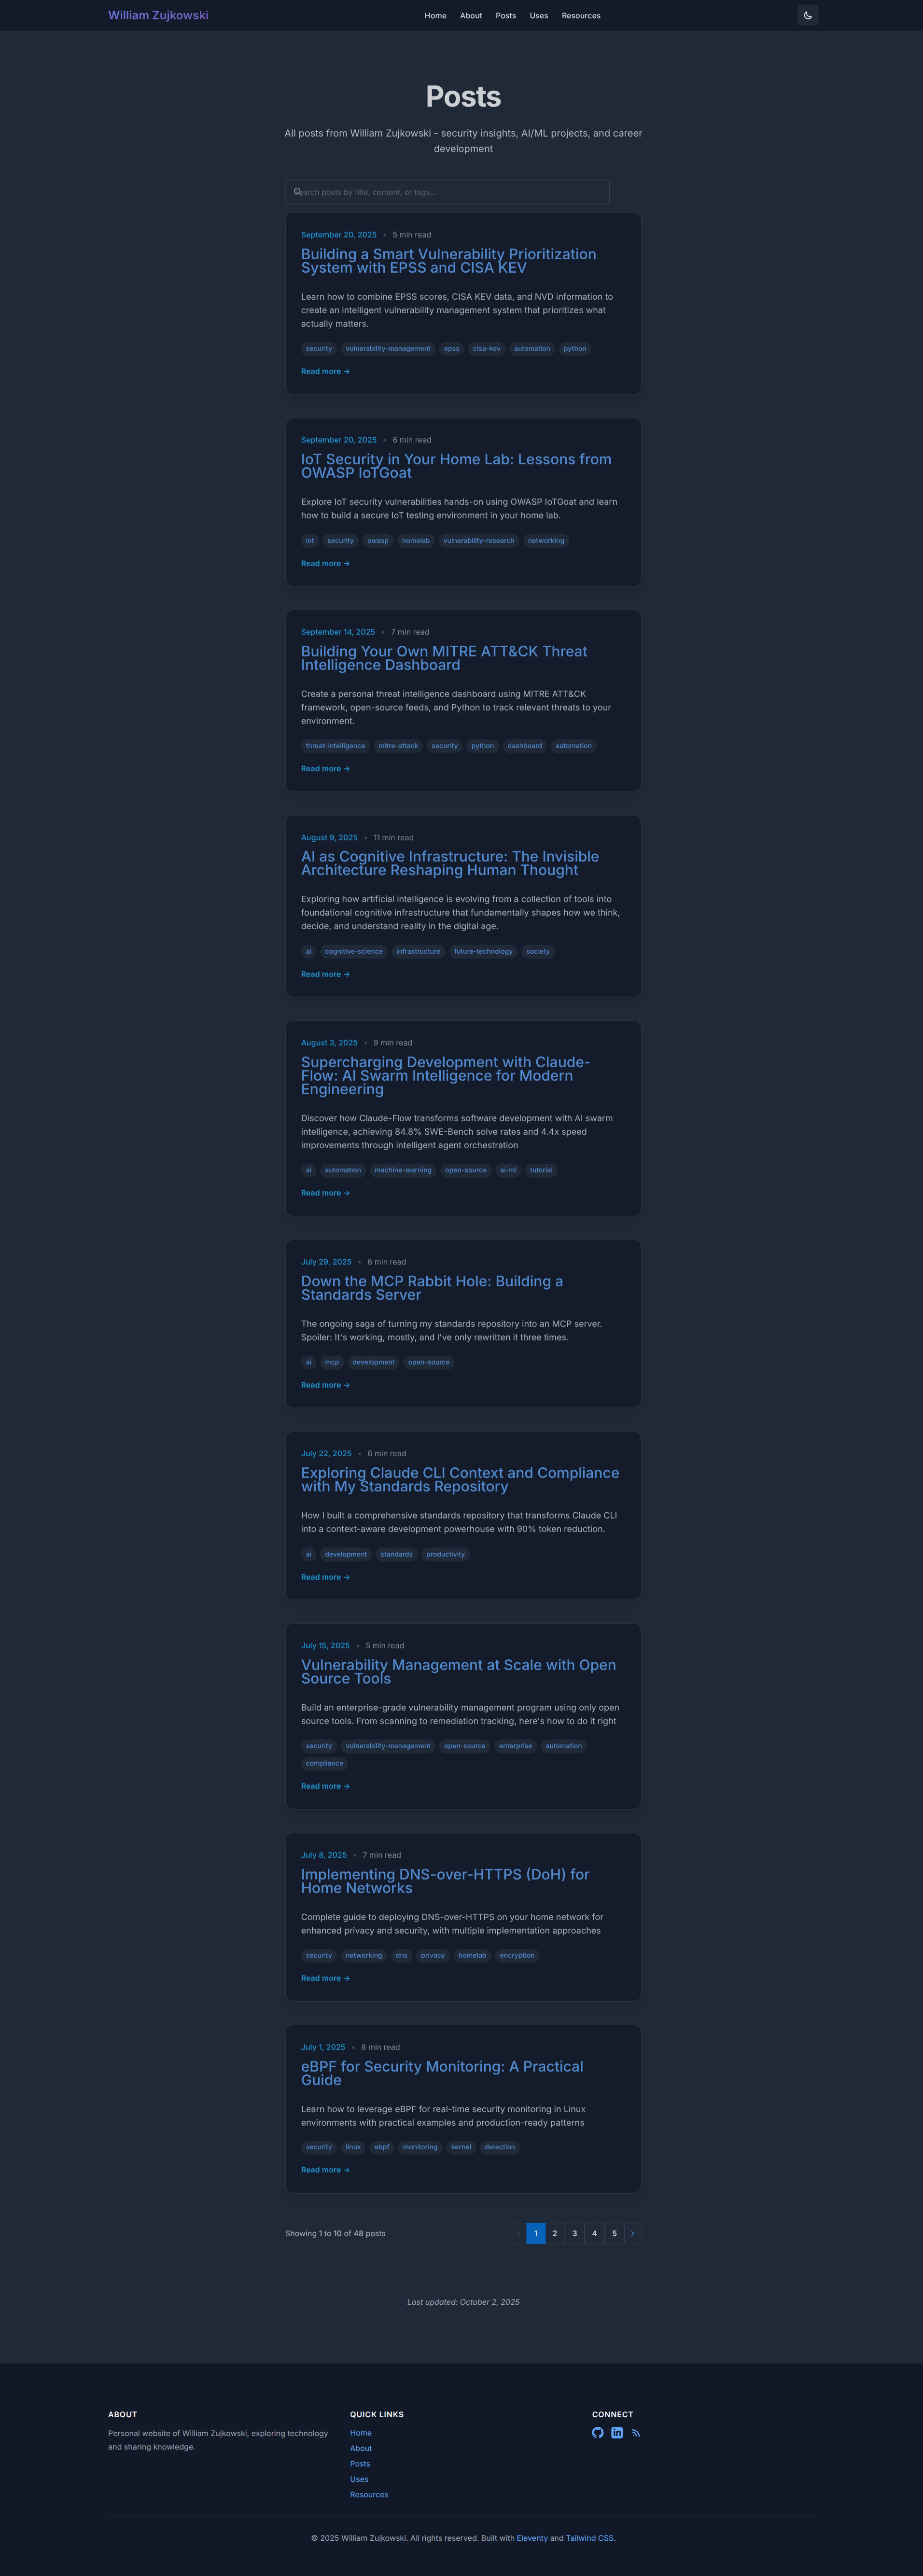 William Zujkowski
Home About Posts Uses Resources
Posts
All posts from William Zujkowski - security insights, AI/ML projects, and career
development
Search posts by title, content, or tags...
September 20, 2025 • 5 min read
Building a Smart Vulnerability Prioritization
System with EPSS and CISA KEV
Learn how to combine EPSS scores, CISA KEV data, and NVD information to
create an intelligent vulnerability management system that prioritizes what
actually matters.
security vulnerability-management epss cisa-kev automation python
Read more →
September 20, 2025 • 6 min read
IoT Security in Your Home Lab: Lessons from
OWASP IoTGoat
Explore IoT security vulnerabilities hands-on using OWASP IoTGoat and learn
how to build a secure IoT testing environment in your home lab.
iot security owasp homelab vulnerability-research networking
Read more →
September 14, 2025 • 7 min read
Building Your Own MITRE ATT&CK Threat
Intelligence Dashboard
Create a personal threat intelligence dashboard using MITRE ATT&CK
framework, open-source feeds, and Python to track relevant threats to your
environment.
threat-intelligence mitre-attack security python dashboard automation
Read more →
August 9, 2025 • 11 min read
AI as Cognitive Infrastructure: The Invisible
Architecture Reshaping Human Thought
Exploring how artificial intelligence is evolving from a collection of tools into
foundational cognitive infrastructure that fundamentally shapes how we think,
decide, and understand reality in the digital age.
ai cognitive-science infrastructure future-technology society
Read more →
August 3, 2025 • 9 min read
Supercharging Development with Claude-
Flow: AI Swarm Intelligence for Modern
Engineering
Discover how Claude-Flow transforms software development with AI swarm
intelligence, achieving 84.8% SWE-Bench solve rates and 4.4x speed
improvements through intelligent agent orchestration
ai automation machine-learning open-source ai-ml tutorial
Read more →
July 29, 2025 • 6 min read
Down the MCP Rabbit Hole: Building a
Standards Server
The ongoing saga of turning my standards repository into an MCP server.
Spoiler: It's working, mostly, and I've only rewritten it three times.
ai mcp development open-source
Read more →
July 22, 2025 • 6 min read
Exploring Claude CLI Context and Compliance
with My Standards Repository
How I built a comprehensive standards repository that transforms Claude CLI
into a context-aware development powerhouse with 90% token reduction.
ai development standards productivity
Read more →
July 15, 2025 • 5 min read
Vulnerability Management at Scale with Open
Source Tools
Build an enterprise-grade vulnerability management program using only open
source tools. From scanning to remediation tracking, here's how to do it right
security vulnerability-management open-source enterprise automation
compliance
Read more →
July 8, 2025 • 7 min read
Implementing DNS-over-HTTPS (DoH) for
Home Networks
Complete guide to deploying DNS-over-HTTPS on your home network for
enhanced privacy and security, with multiple implementation approaches
security networking dns privacy homelab encryption
Read more →
July 1, 2025 • 8 min read
eBPF for Security Monitoring: A Practical
Guide
Learn how to leverage eBPF for real-time security monitoring in Linux
environments with practical examples and production-ready patterns
security linux ebpf monitoring kernel detection
Read more →
Showing 1 to 10 of 48 posts
1 2 3 4 5
Last updated: October 2, 2025
ABOUT
Personal website of William Zujkowski, exploring technology
and sharing knowledge.
QUICK LINKS
Home
About
Posts
Uses
Resources
CONNECT
© 2025 William Zujkowski. All rights reserved. Built with Eleventy and Tailwind CSS.